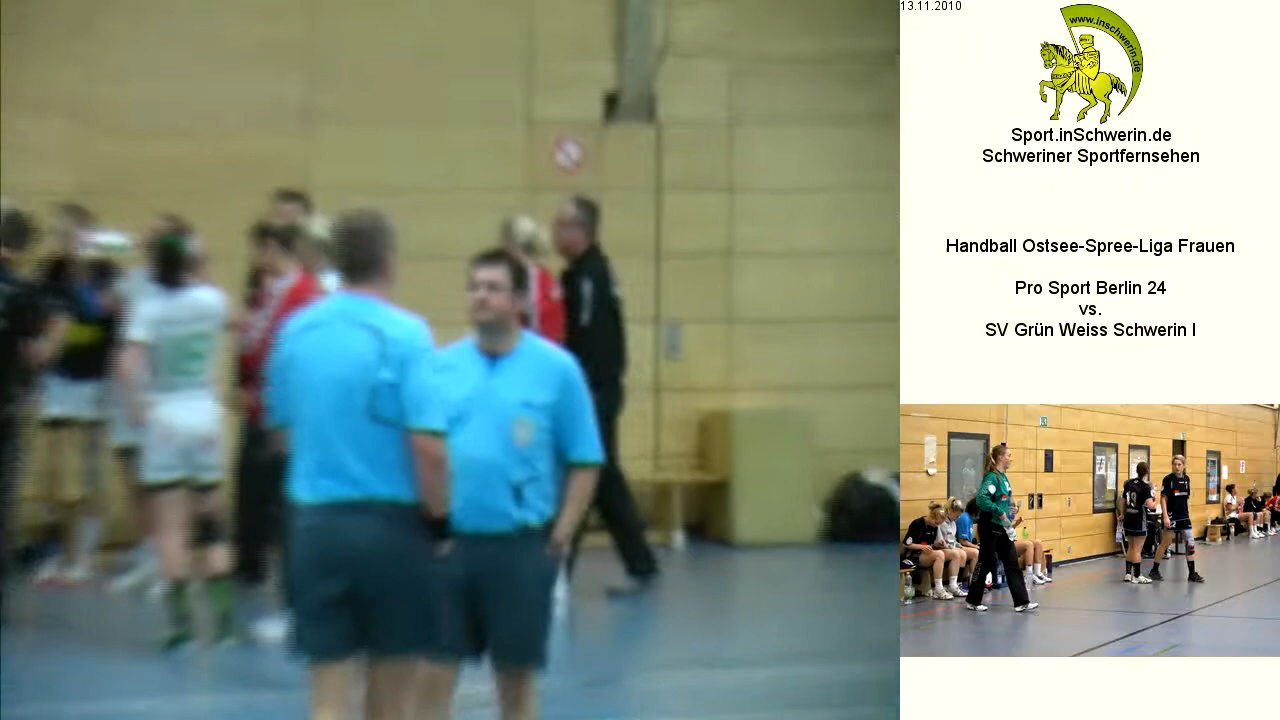 13.11.2010
www.inschwerin.de
Sport.inSchwerin.de
Schweriner Sportfernsehen
Handball Ostsee-Spree-Liga Frauen
Pro Sport Berlin 24
vs.
SV Grün Weiss Schwerin I